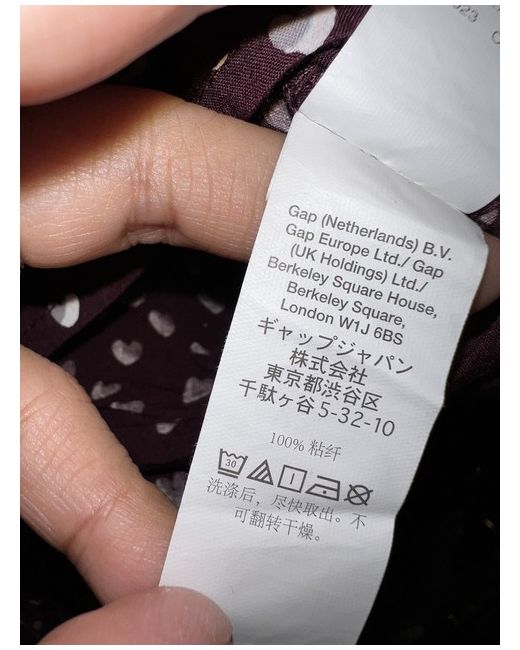 023
Gap (Netherlands) B.V.
Gap Europe Ltd./ Gap
(UK Holdings) Ltd./
Berkeley Square House,
Berkeley Square,
London W1J 6BS
ギャップジャパン
株式会社
東京都渋谷区
千駄ヶ谷 5-32-10
100% 粘纤
30
洗涤后，尽快取出。不
可翻转干燥。